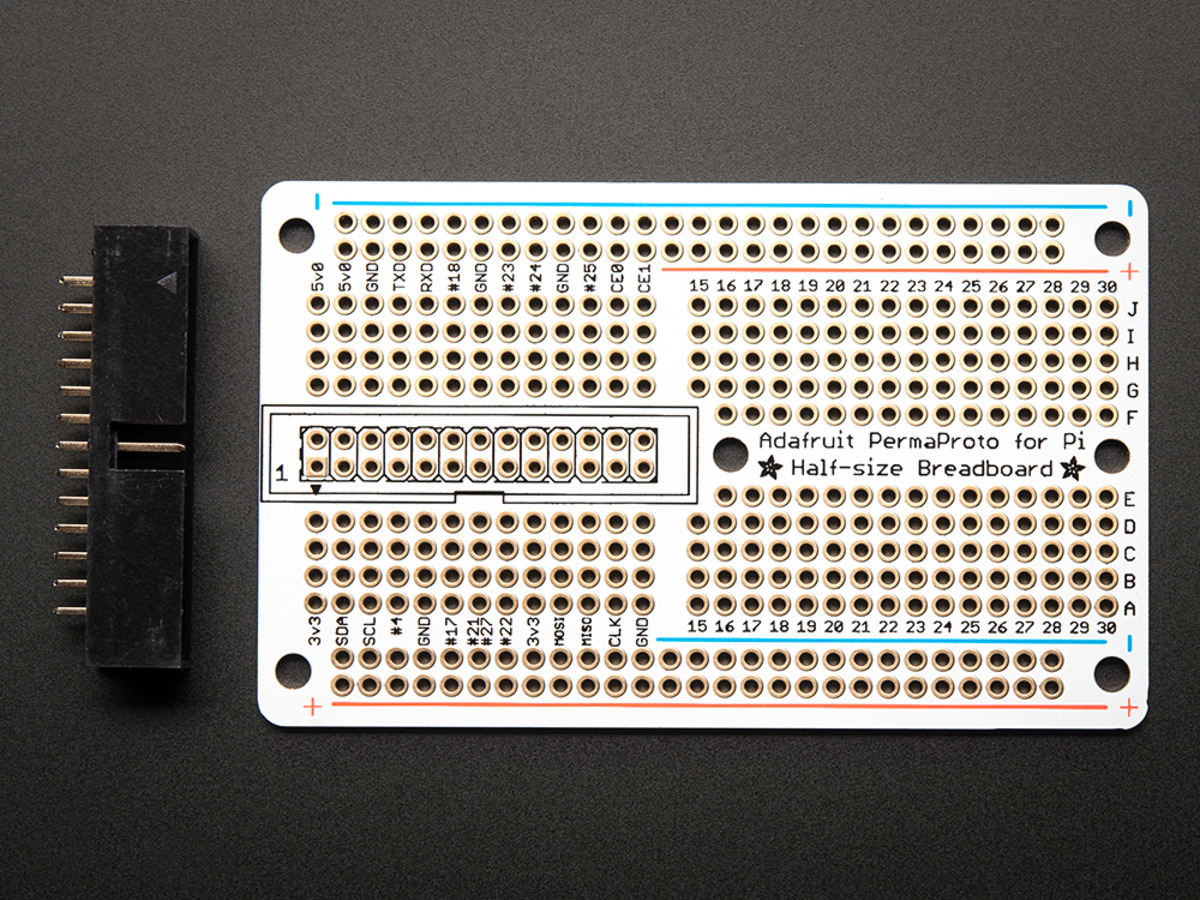 5v0 5v0 GND TXD RXD #18 GND #23 #24 GND #25 CE0 CE1
15 16 17 18 19 20 21 22 23 24 25 26 27 28 29 30
J
I
H
G
F
Adafruit PermaProto for Pi
1
Half-size Breadboard
E
D
C
B
A
3v3 SDA SCL #4 GND #17 #21 #27 #22 3v3 MOSI MISO CLK GND
15 16 17 18 19 20 21 22 23 24 25 26 27 28 29 30